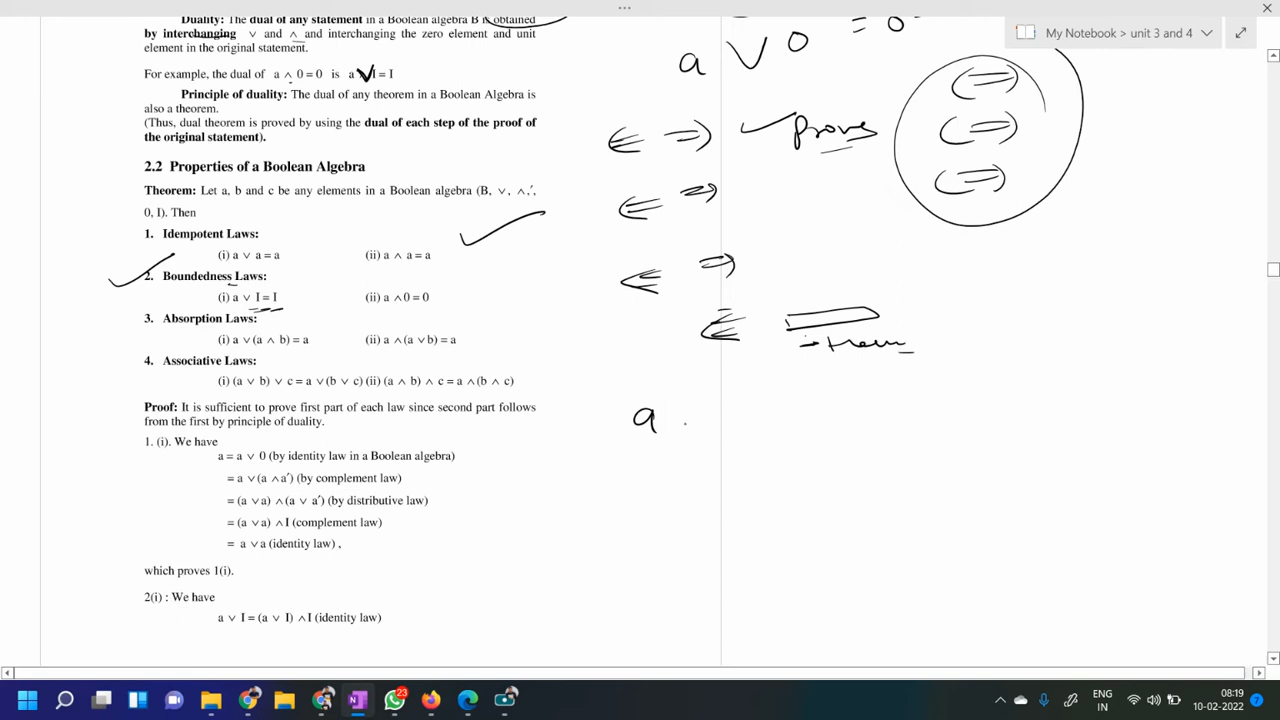 Duality: The dual of any statement in a Boolean algebra B is obtained
by interchanging ∨ and ∧ and interchanging the zero element and unit
element in the original statement.
For example, the dual of a ∧ 0 = 0 is a ∨ I = I
Principle of duality: The dual of any theorem in a Boolean Algebra is
also a theorem.
(Thus, dual theorem is proved by using the dual of each step of the proof of
the original statement).
2.2 Properties of a Boolean Algebra
Theorem: Let a, b and c be any elements in a Boolean algebra (B, ∨, ∧,′,
0, I). Then
1. Idempotent Laws:
(i) a ∨ a = a (ii) a ∧ a = a
2. Boundedness Laws:
(i) a ∨ I = I (ii) a ∧0 = 0
3. Absorption Laws:
(i) a ∨ (a ∧ b) = a (ii) a ∧(a ∨ b) = a
4. Associative Laws:
(i) (a ∨ b) ∨ c = a ∨ (b ∨ c) (ii) (a ∧ b) ∧ c = a ∧(b ∧ c)
Proof: It is sufficient to prove first part of each law since second part follows
from the first by principle of duality.
1. (i). We have
a = a ∨ 0 (by identity law in a Boolean algebra)
= a ∨ (a ∧ a′) (by complement law)
= (a ∨ a) ∧ (a ∨ a′) (by distributive law)
= (a ∨ a) ∧ I (complement law)
= a ∨ a (identity law) ,
which proves 1(i).
2(i) : We have
a ∨ I = (a ∨ I) ∧ I (identity law)
= 0
a ∨ 0
⇐ ⇒ prove
⇐ ⇒
⇐ ⇒
⇐
(⇒)
(⇒)
(⇒)
a
My Notebook > unit 3 and 4
23
ENG
IN
08:19
10-02-2022